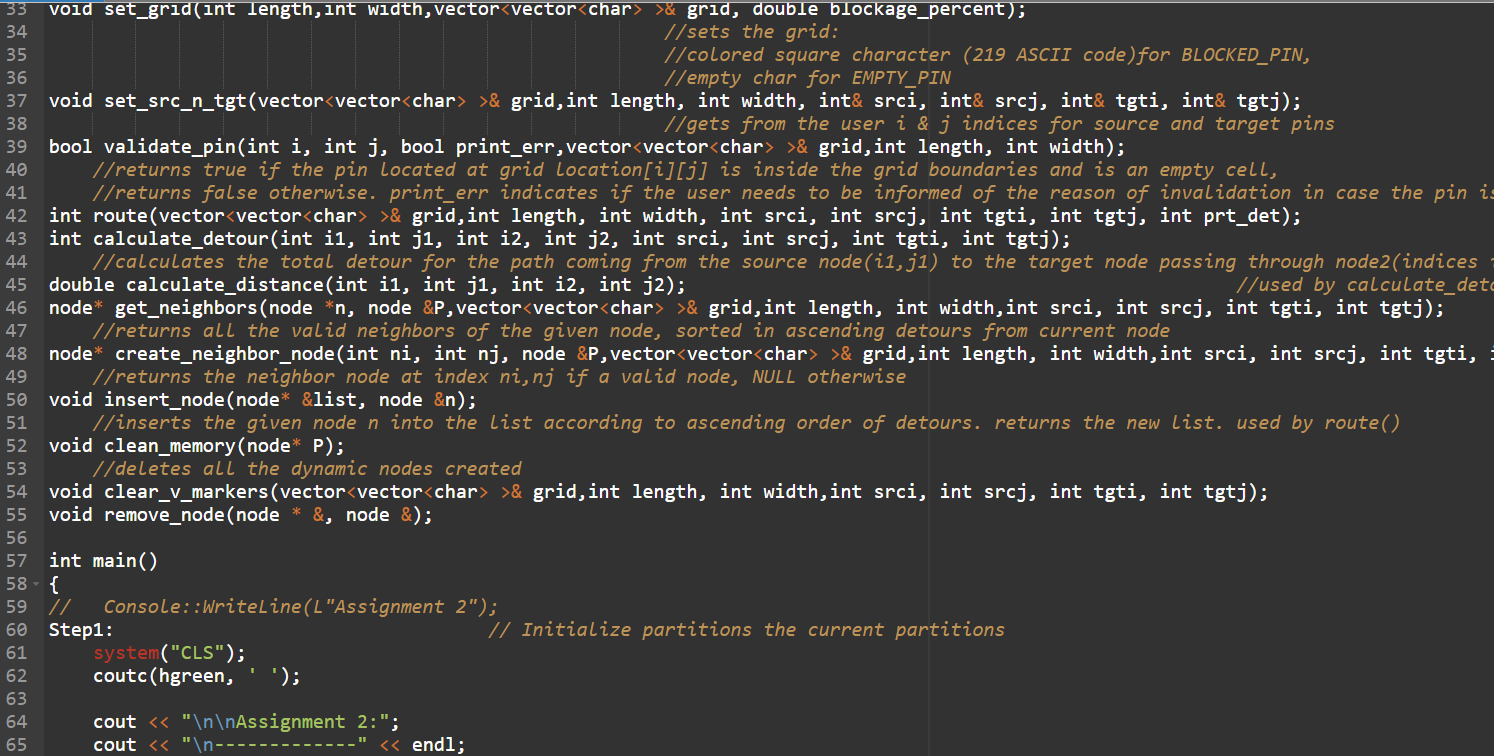 33 void set_grid(int length,int width,vector<vector<char> >& grid, double blockage_percent);
34 //sets the grid:
35 //colored square character (219 ASCII code)for BLOCKED_PIN,
36 //empty char for EMPTY_PIN
37 void set_src_n_tgt(vector<vector<char> >& grid,int length, int width, int& srci, int& srcj, int& tgti, int& tgtj);
38 //gets from the user i & j indices for source and target pins
39 bool validate_pin(int i, int j, bool print_err,vector<vector<char> >& grid,int length, int width);
40 //returns true if the pin located at grid location[i][j] is inside the grid boundaries and is an empty cell,
41 //returns false otherwise. print_err indicates if the user needs to be informed of the reason of invalidation in case the pin is
42 int route(vector<vector<char> >& grid,int length, int width, int srci, int srcj, int tgti, int tgtj, int prt_det);
43 int calculate_detour(int i1, int j1, int i2, int j2, int srci, int srcj, int tgti, int tgtj);
44 //calculates the total detour for the path coming from the source node(i1,j1) to the target node passing through node2(indices
45 double calculate_distance(int i1, int j1, int i2, int j2); //used by calculate_deto
46 node* get_neighbors(node *n, node &P,vector<vector<char> >& grid,int length, int width,int srci, int srcj, int tgti, int tgtj);
47 //returns all the valid neighbors of the given node, sorted in ascending detours from current node
48 node* create_neighbor_node(int ni, int nj, node &P,vector<vector<char> >& grid,int length, int width,int srci, int srcj, int tgti,
49 //returns the neighbor node at index ni,nj if a valid node, NULL otherwise
50 void insert_node(node* &list, node &n);
51 //inserts the given node n into the list according to ascending order of detours. returns the new list. used by route()
52 void clean_memory(node* P);
53 //deletes all the dynamic nodes created
54 void clear_v_markers(vector<vector<char> >& grid,int length, int width,int srci, int srcj, int tgti, int tgtj);
55 void remove_node(node * &, node &);
56
57 int main()
58 {
59 // Console::WriteLine(L"Assignment 2");
60 Step1: // Initialize partitions the current partitions
61 system("CLS");
62 coutc(hgreen, ' ');
63
64 cout << "\n\nAssignment 2:";
65 cout << "\n-------------" << endl;